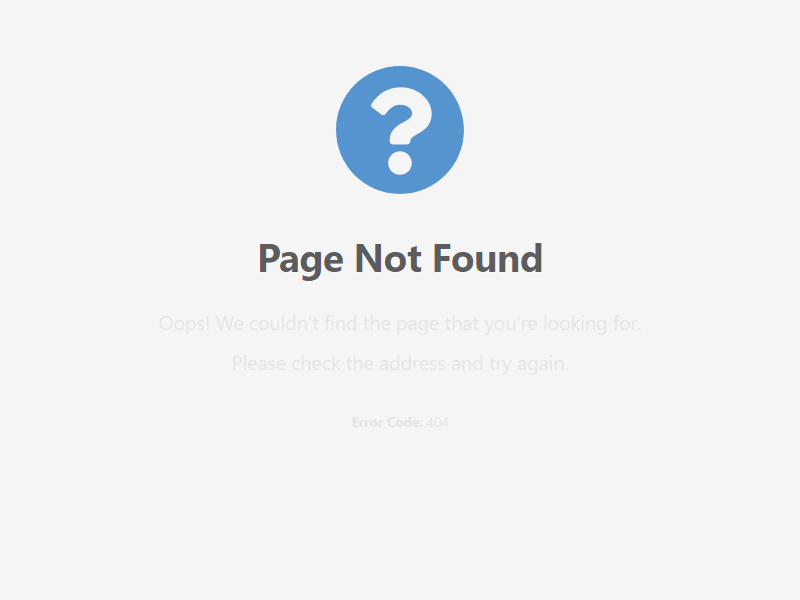 Page Not Found
Oops! We couldn't find the page that you're looking for.
Please check the address and try again.
Error Code: 404